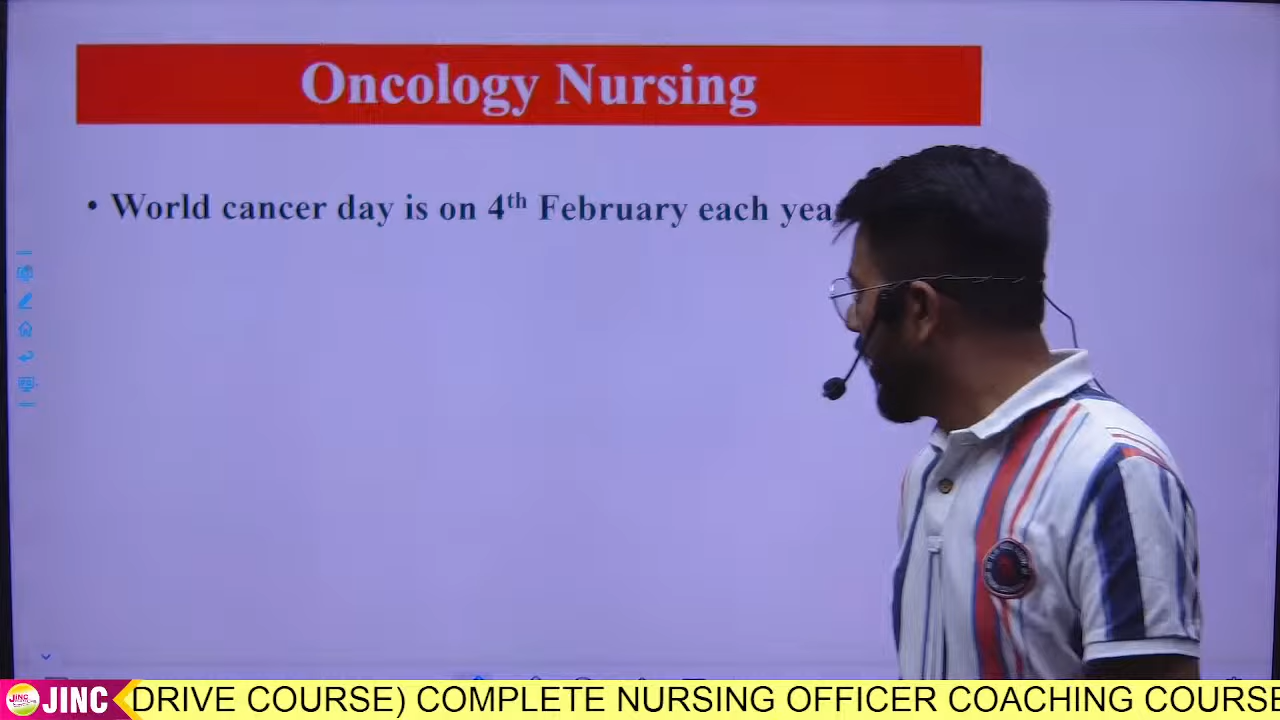 Oncology Nursing
• World cancer day is on 4th February each yea
JINC DRIVE COURSE) COMPLETE NURSING OFFICER COACHING COURSE